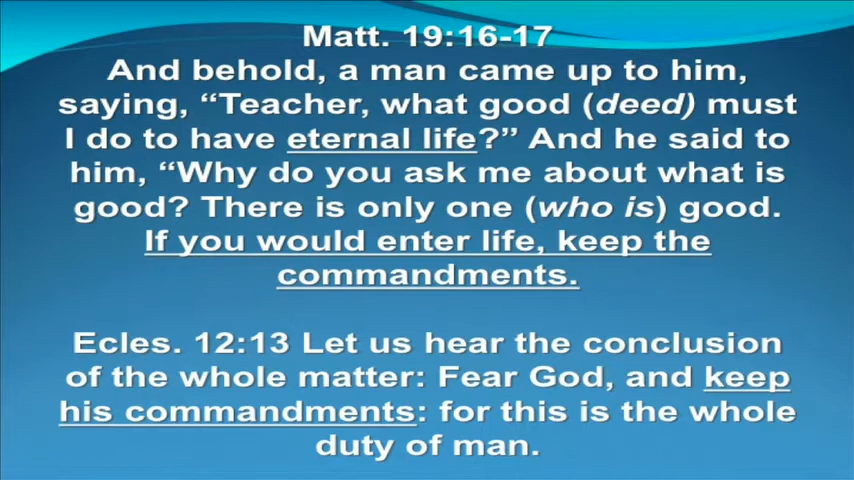 Matt. 19:16-17
And behold, a man came up to him,
saying, “Teacher, what good (deed) must
I do to have eternal life?” And he said to
him, “Why do you ask me about what is
good? There is only one (who is) good.
If you would enter life, keep the
commandments.
Ecles. 12:13 Let us hear the conclusion
of the whole matter: Fear God, and keep
his commandments: for this is the whole
duty of man.